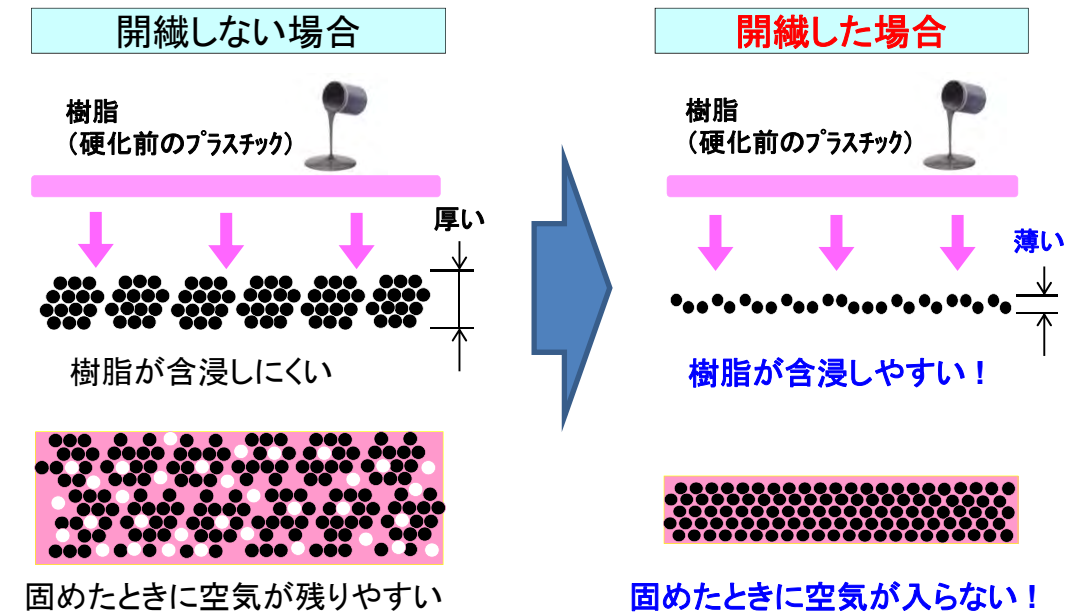 開繊しない場合
樹脂
（硬化前のプラスチック）
厚い
樹脂が含浸しにくい
固めたときに空気が残りやすい
開繊した場合
樹脂
（硬化前のプラスチック）
薄い
樹脂が含浸しやすい！
固めたときに空気が入らない！